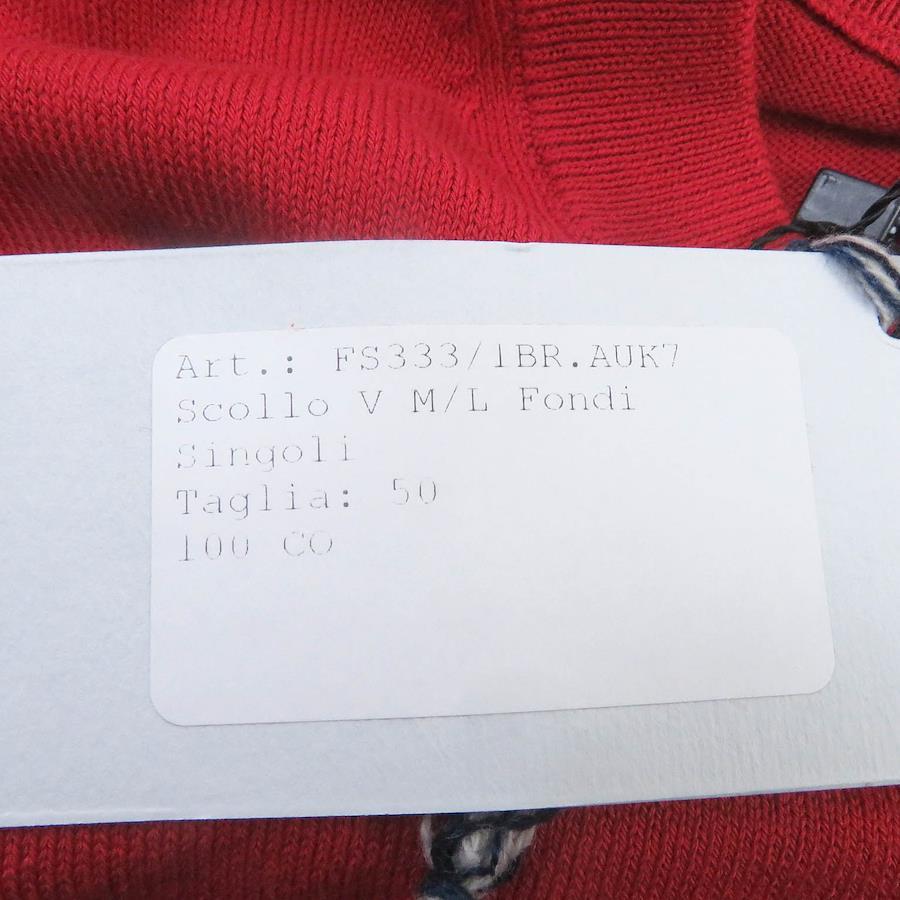 Art.: FS333/1BR.AUK7
Scollo V M/L Fondi
Singoli
Taglia: 50
100 CO